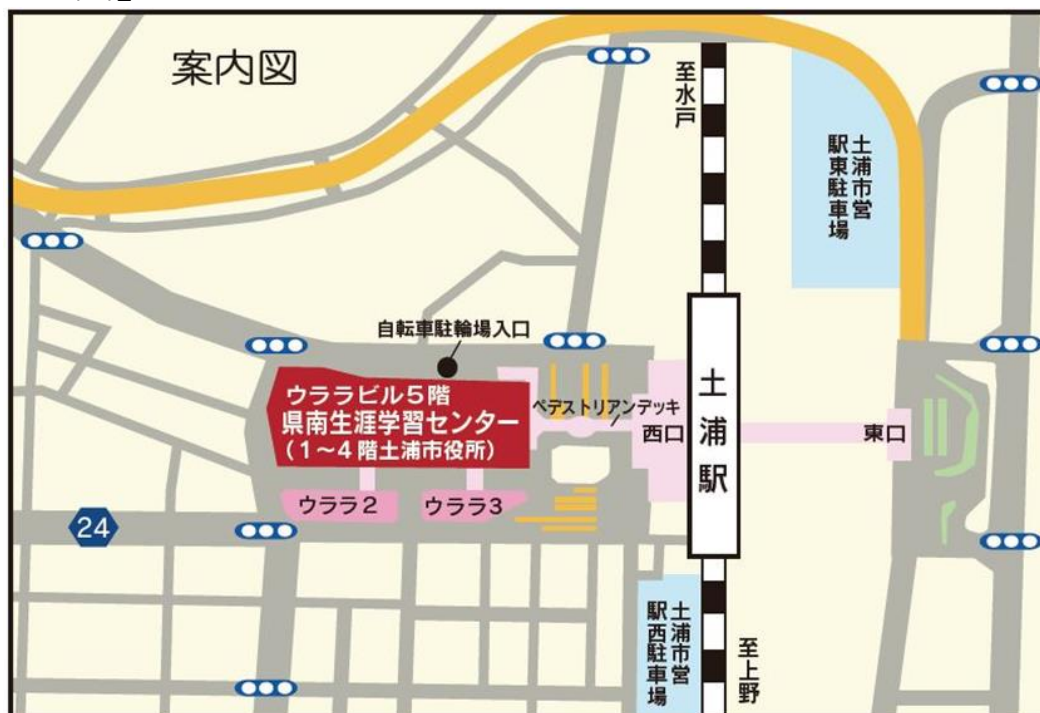 案内図
至水戸
土浦市営
駅東駐車場
自転車駐輪場入口
ウララビル5階
県南生涯学習センター
(1~4階土浦市役所)
ペデストリアンデッキ
西口
土浦駅
東口
ウララ2
ウララ3
24
土浦市営
駅西駐車場
至上野